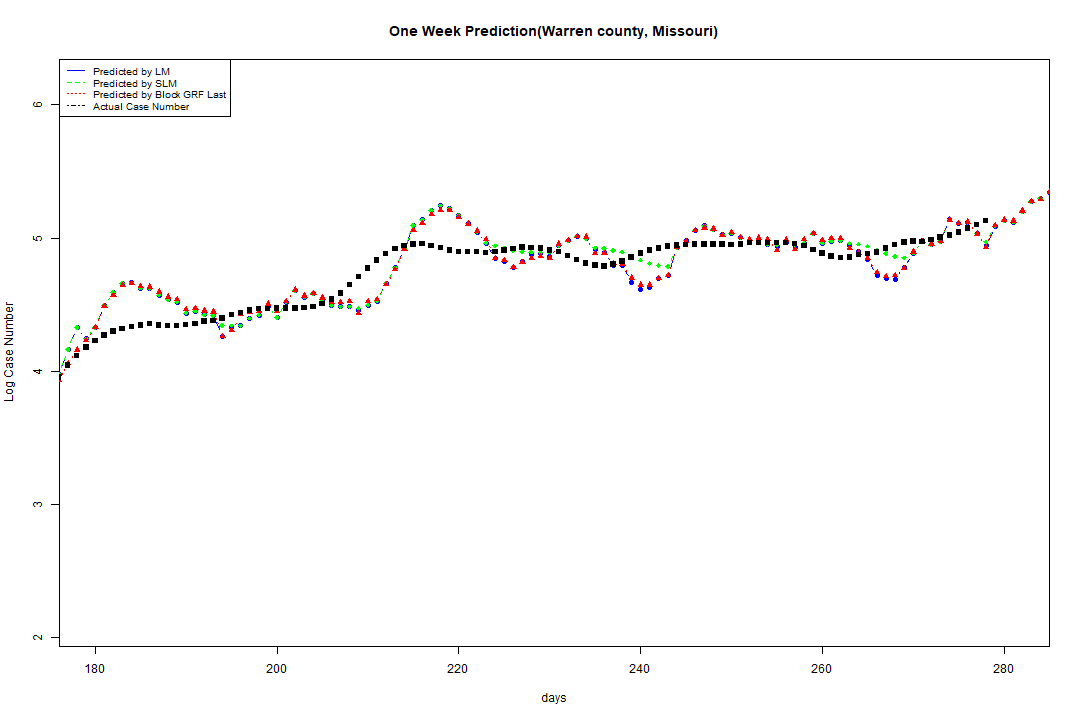 One Week Prediction(Warren county, Missouri)
Predicted by LM
Predicted by SLM
Predicted by Block GRF Last
Actual Case Number
6
5
4
3
2
Log Case Number
180 200 220 240 260 280
days